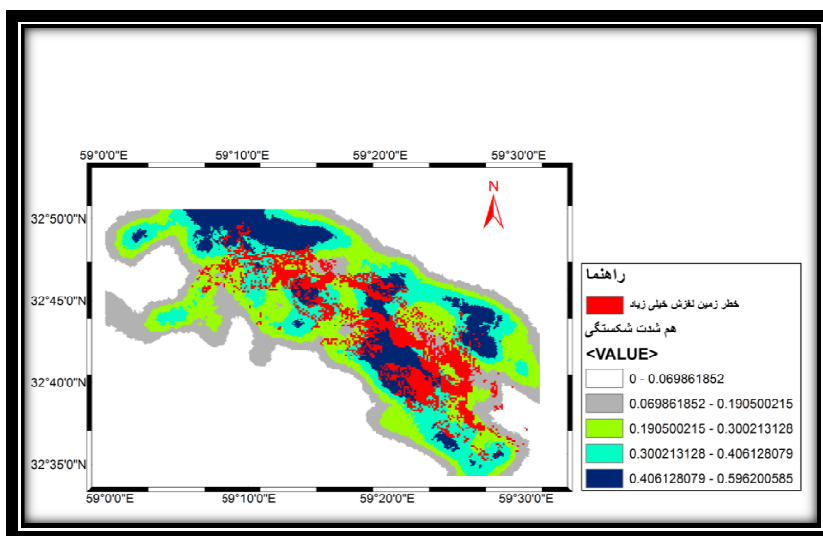 59°0'0"E 59°10'0"E 59°20'0"E 59°30'0"E
N
32°50'0"N
32°45'0"N
32°40'0"N
32°35'0"N
59°0'0"E 59°10'0"E 59°20'0"E 59°30'0"E
راهنما
خطر زمین لغزش خیلی زیاد
هم شدت شکستگی
<VALUE>
0 - 0.069861852
0.069861852 - 0.190500215
0.190500215 - 0.300213128
0.300213128 - 0.406128079
0.406128079 - 0.596200585